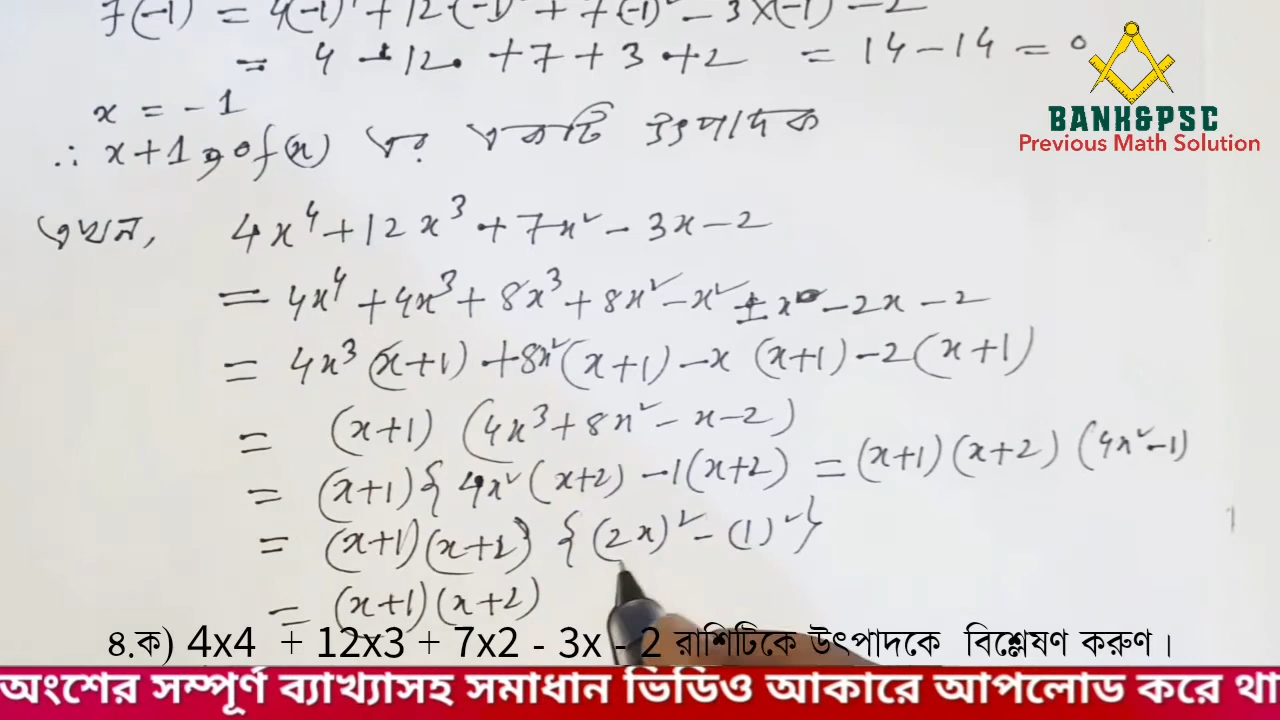 f(-1) = 4(-1) + 12(-1) + 7(-1)² - 3×(-1) - 2
= 4 - 12 + 7 + 3 + 2 = 14 - 14 = 0
x = -1
∴ x+1, f(x) এর একটি উৎপাদক
এখন, 4x⁴ + 12x³ + 7x² - 3x - 2
= 4x⁴ + 4x³ + 8x³ + 8x² - x² - x - 2x - 2
= 4x³ (x+1) + 8x² (x+1) - x (x+1) - 2 (x+1)
= (x+1) (4x³ + 8x² - x - 2)
= (x+1) { 4x² (x+2) - 1 (x+2) = (x+1) (x+2) (4x² - 1)
= (x+1) (x+2) { (2x)² - (1)² }
= (x+1) (x+2)
BANK&PSC
Previous Math Solution
৪.ক) 4x4 + 12x3 + 7x2 - 3x - 2 রাশিটিকে উৎপাদকে বিশ্লেষণ করুণ।
অংশের সম্পূর্ণ ব্যাখ্যাসহ সমাধান ভিডিও আকারে আপলোড করে থা